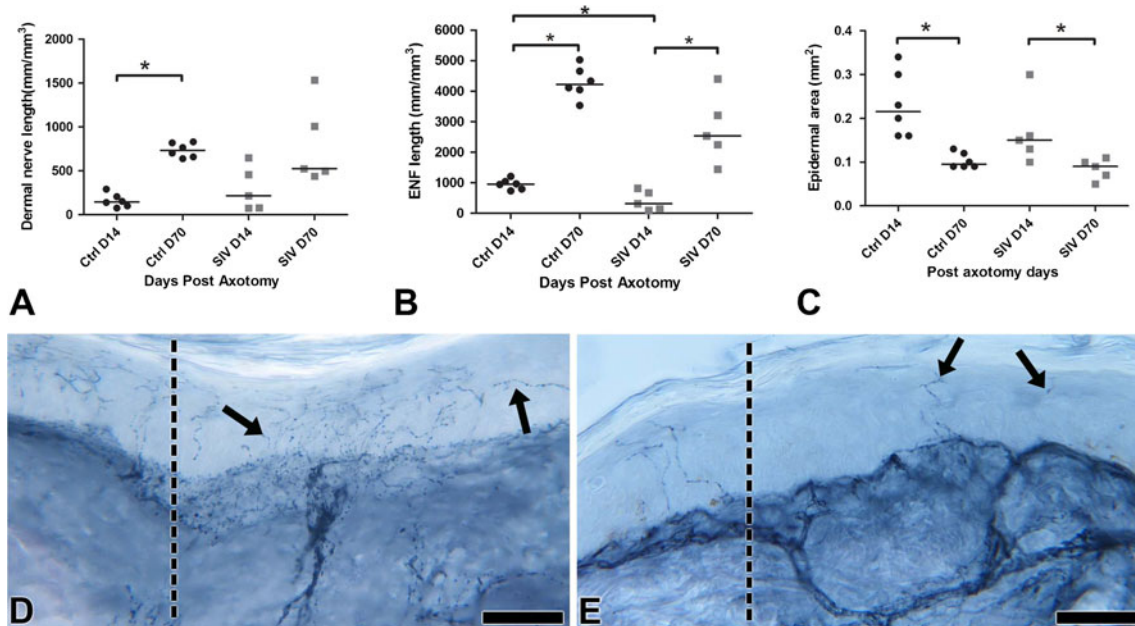 Dermal nerve length(mm/mm³)
2000
1500
1000
500
0
*
Ctrl D14
Ctrl D70
SIV D14
SIV D70
Days Post Axotomy
A
ENF length (mm/mm³)
6000
5000
4000
3000
2000
1000
0
*
*
*
Ctrl D14
Ctrl D70
SIV D14
SIV D70
Days Post Axotomy
B
Epidermal area (mm²)
0.4
0.3
0.2
0.1
0.0
*
*
Ctrl D14
Ctrl D70
SIV D14
SIV D70
Post axotomy days
C
D
E